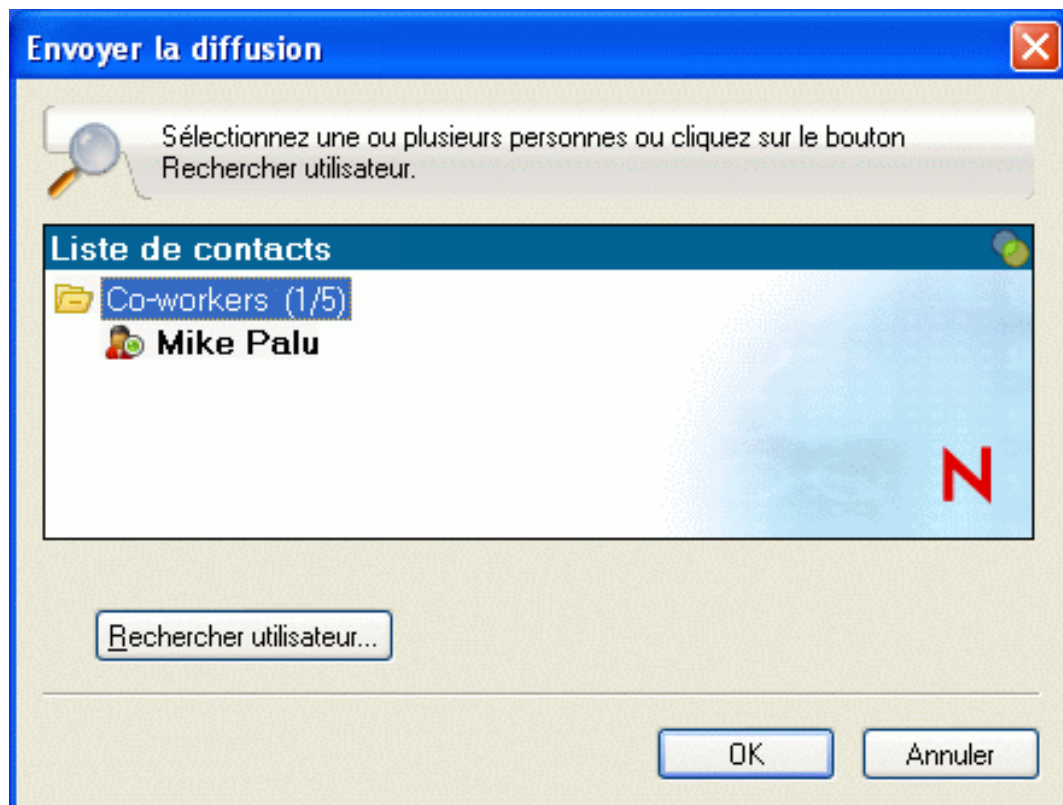 Envoyer la diffusion
Sélectionnez une ou plusieurs personnes ou cliquez sur le bouton
Rechercher utilisateur.
Liste de contacts
Co-workers (1/5)
Mike Palu
N
Rechercher utilisateur...
OK Annuler